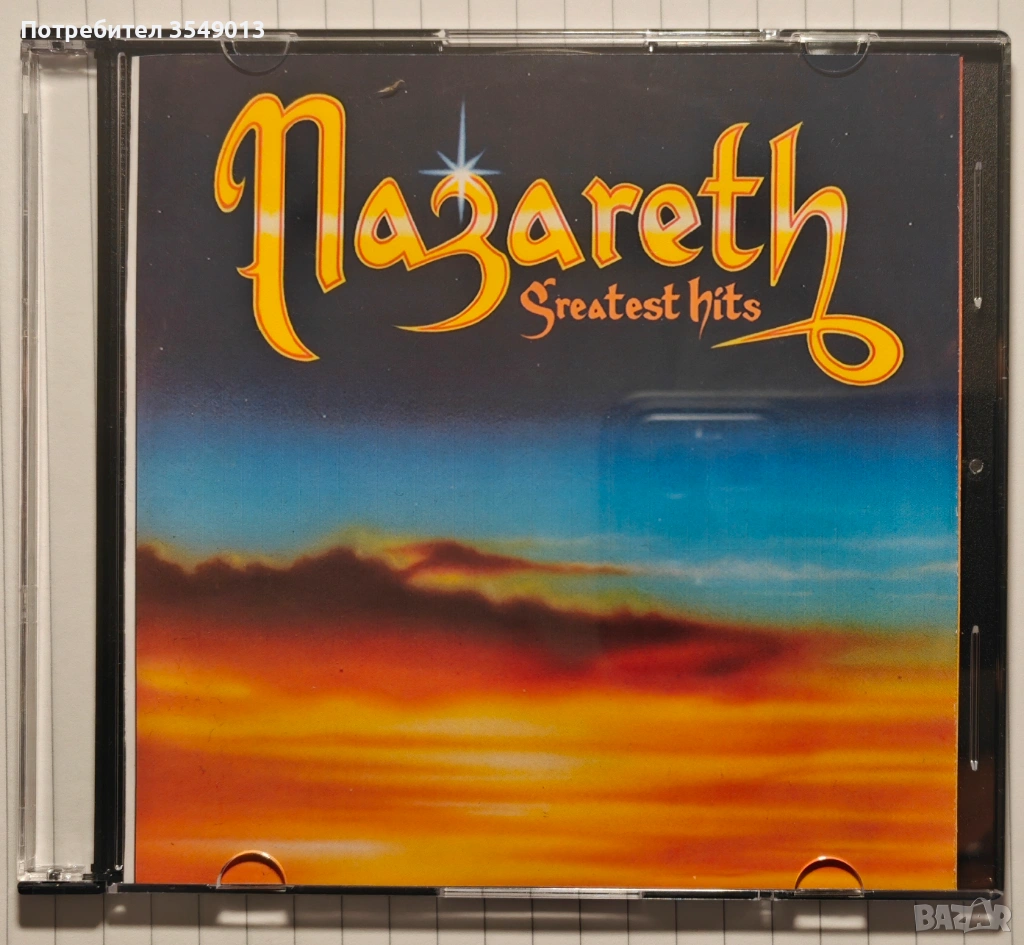 Потребител 3549013
Nazareth
Greatest hits
BAZAR